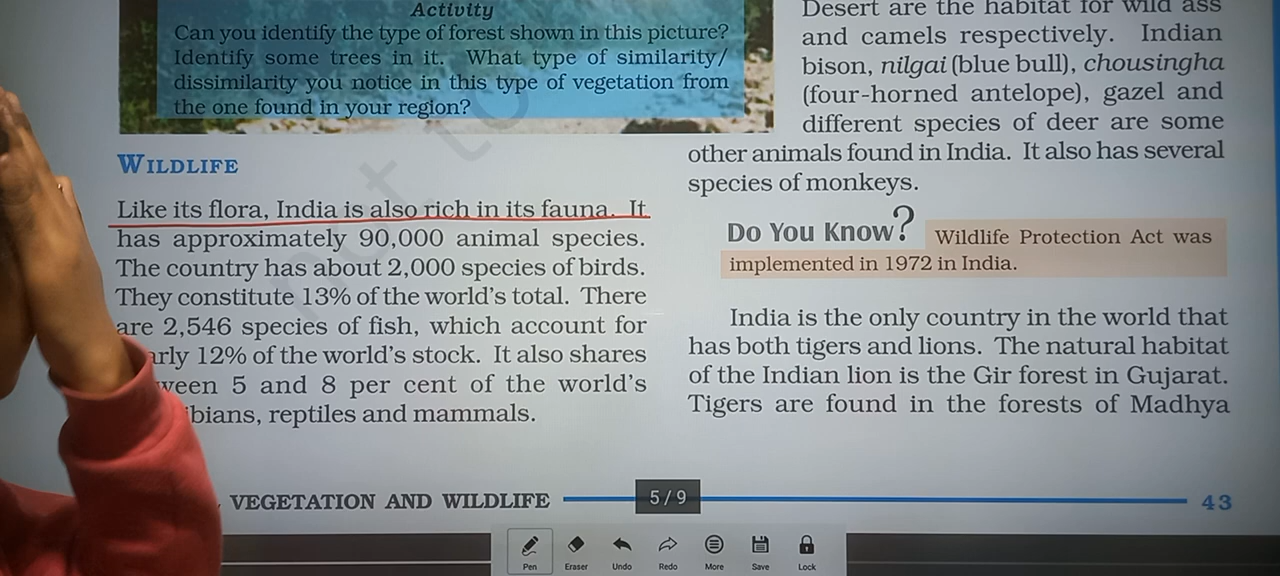 Activity
Can you identify the type of forest shown in this picture?
Identify some trees in it. What type of similarity/
dissimilarity you notice in this type of vegetation from
the one found in your region?
WILDLIFE
Like its flora, India is also rich in its fauna. It
has approximately 90,000 animal species.
The country has about 2,000 species of birds.
They constitute 13% of the world's total. There
are 2,546 species of fish, which account for
arly 12% of the world's stock. It also shares
ween 5 and 8 per cent of the world's
ibians, reptiles and mammals.
Desert are the habitat for wild ass
and camels respectively. Indian
bison, nilgai (blue bull), chousingha
(four-horned antelope), gazel and
different species of deer are some
other animals found in India. It also has several
species of monkeys.
Do You Know? Wildlife Protection Act was
implemented in 1972 in India.
India is the only country in the world that
has both tigers and lions. The natural habitat
of the Indian lion is the Gir forest in Gujarat.
Tigers are found in the forests of Madhya
VEGETATION AND WILDLIFE
5/9
43
Pen Eraser Undo Redo More Save Lock
not to